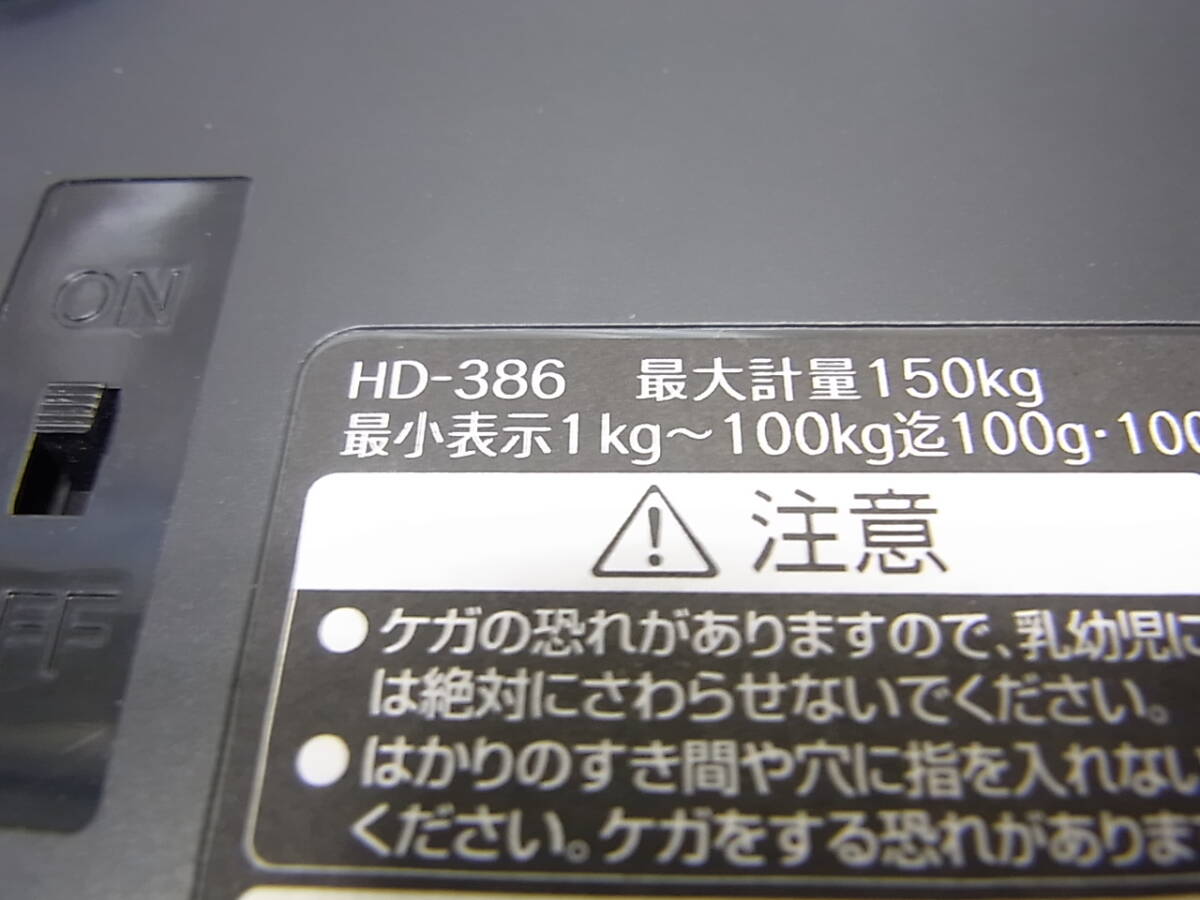 ON
FF
HD-386 最大計量150kg
最小表示1kg〜100kg迄100g·100
注意
●ケガの恐れがありますので、乳幼児に
は絶対にさわらせないでください。
●はかりのすき間や穴に指を入れない
ください。ケガをする恐れがありま